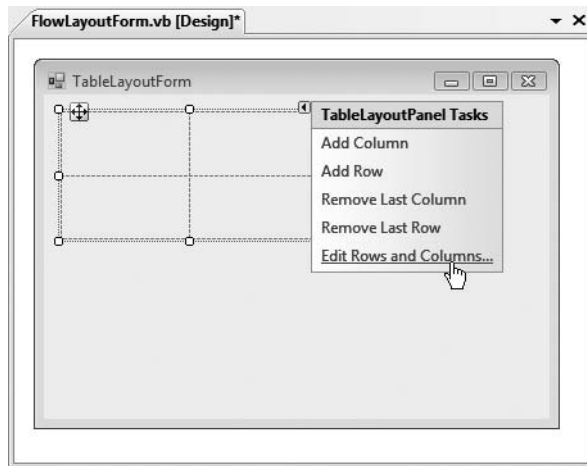 FlowLayoutForm.vb [Design]*
TableLayoutForm
TableLayoutPanel Tasks
Add Column
Add Row
Remove Last Column
Remove Last Row
Edit Rows and Columns...